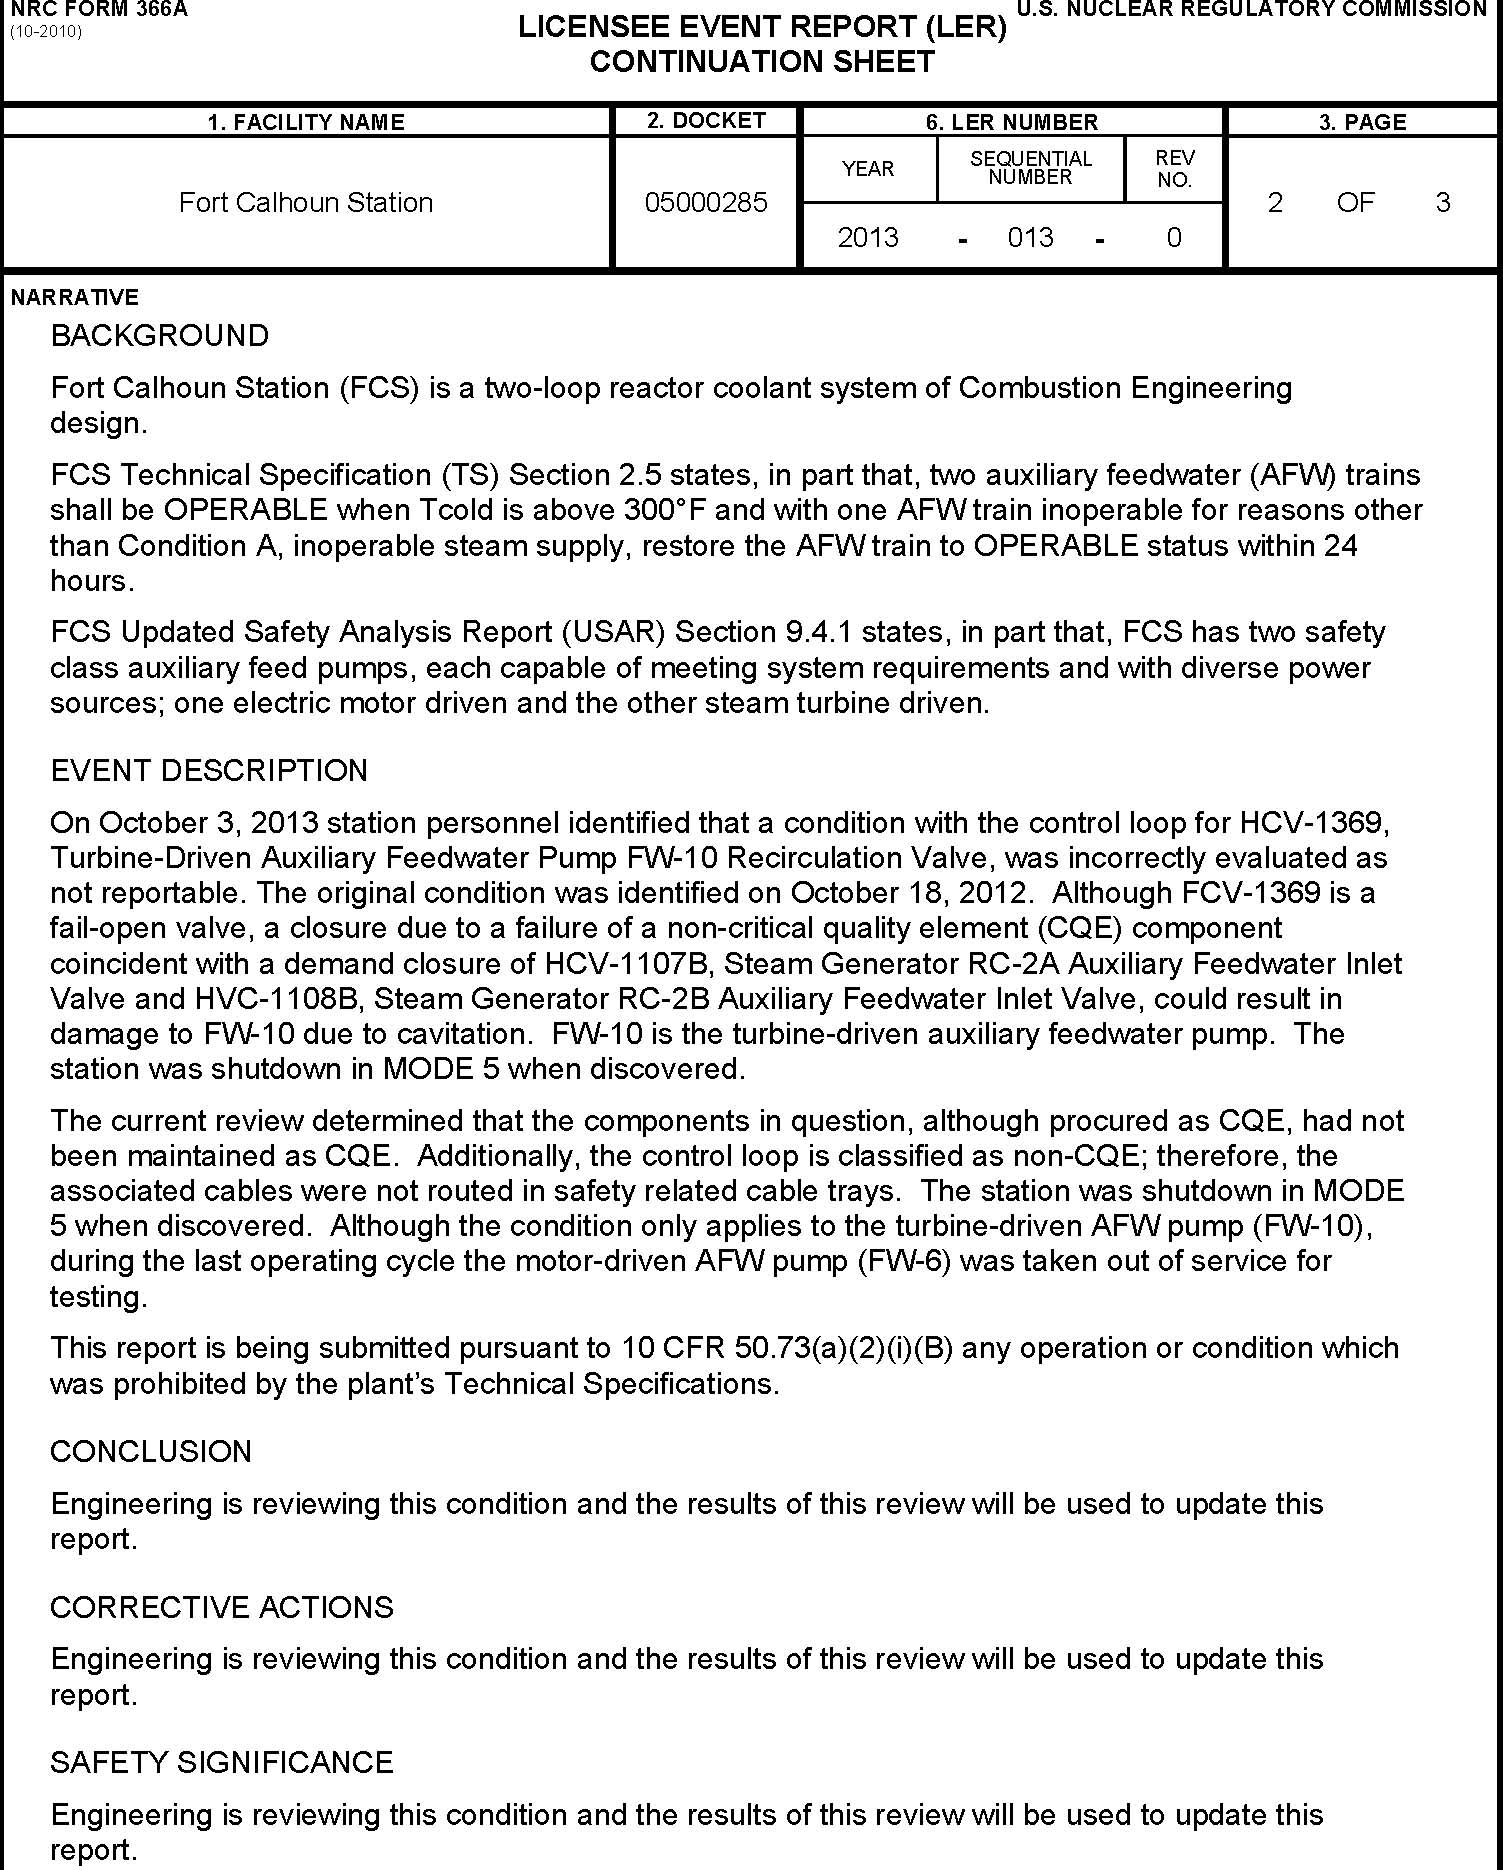 NRC FORM 366A
(10-2010)
U.S. NUCLEAR REGULATORY COMMISSION
LICENSEE EVENT REPORT (LER)
CONTINUATION SHEET
1. FACILITY NAME
2. DOCKET
6. LER NUMBER
3. PAGE
Fort Calhoun Station
05000285
YEAR
SEQUENTIAL
NUMBER
REV
NO.
2013 - 013 - 0
2 OF 3
NARRATIVE
BACKGROUND
Fort Calhoun Station (FCS) is a two-loop reactor coolant system of Combustion Engineering
design.
FCS Technical Specification (TS) Section 2.5 states, in part that, two auxiliary feedwater (AFW) trains
shall be OPERABLE when Tcold is above 300°F and with one AFW train inoperable for reasons other
than Condition A, inoperable steam supply, restore the AFW train to OPERABLE status within 24
hours.
FCS Updated Safety Analysis Report (USAR) Section 9.4.1 states, in part that, FCS has two safety
class auxiliary feed pumps, each capable of meeting system requirements and with diverse power
sources; one electric motor driven and the other steam turbine driven.
EVENT DESCRIPTION
On October 3, 2013 station personnel identified that a condition with the control loop for HCV-1369,
Turbine-Driven Auxiliary Feedwater Pump FW-10 Recirculation Valve, was incorrectly evaluated as
not reportable. The original condition was identified on October 18, 2012.  Although FCV-1369 is a
fail-open valve, a closure due to a failure of a non-critical quality element (CQE) component
coincident with a demand closure of HCV-1107B, Steam Generator RC-2A Auxiliary Feedwater Inlet
Valve and HVC-1108B, Steam Generator RC-2B Auxiliary Feedwater Inlet Valve, could result in
damage to FW-10 due to cavitation.  FW-10 is the turbine-driven auxiliary feedwater pump.  The
station was shutdown in MODE 5 when discovered.
The current review determined that the components in question, although procured as CQE, had not
been maintained as CQE.  Additionally, the control loop is classified as non-CQE; therefore, the
associated cables were not routed in safety related cable trays.  The station was shutdown in MODE
5 when discovered.  Although the condition only applies to the turbine-driven AFW pump (FW-10),
during the last operating cycle the motor-driven AFW pump (FW-6) was taken out of service for
testing.
This report is being submitted pursuant to 10 CFR 50.73(a)(2)(i)(B) any operation or condition which
was prohibited by the plant’s Technical Specifications.
CONCLUSION
Engineering is reviewing this condition and the results of this review will be used to update this
report.
CORRECTIVE ACTIONS
Engineering is reviewing this condition and the results of this review will be used to update this
report.
SAFETY SIGNIFICANCE
Engineering is reviewing this condition and the results of this review will be used to update this
report.